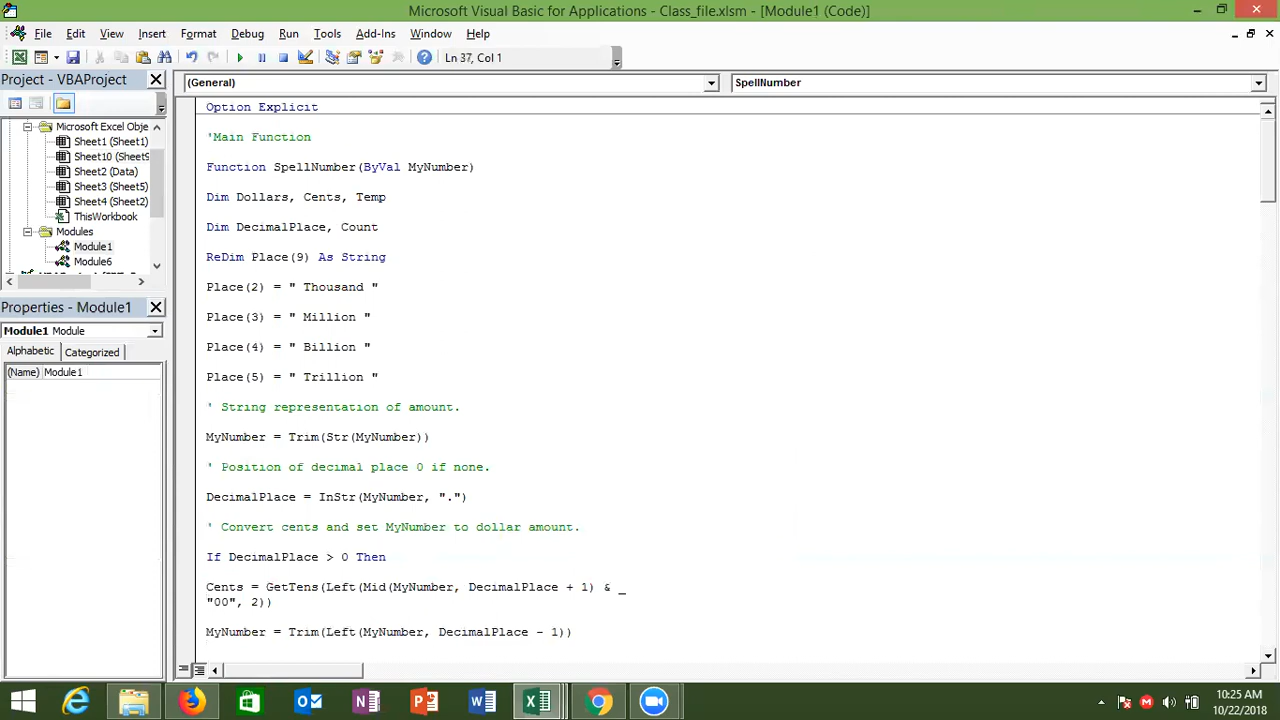 Microsoft Visual Basic for Applications - Class_file.xlsm - [Module1 (Code)]
File Edit View Insert Format Debug Run Tools Add-Ins Window Help
Ln 37, Col 1
Project - VBAProject
(General)
SpellNumber
Microsoft Excel Obje
Sheet1 (Sheet1)
Sheet10 (Sheet9
Sheet2 (Data)
Sheet3 (Sheet5)
Sheet4 (Sheet2)
ThisWorkbook
Modules
Module1
Module6
Properties - Module1
Module1 Module
Alphabetic Categorized
(Name) Module1
Option Explicit
'Main Function
Function SpellNumber(ByVal MyNumber)
Dim Dollars, Cents, Temp
Dim DecimalPlace, Count
ReDim Place(9) As String
Place(2) = " Thousand "
Place(3) = " Million "
Place(4) = " Billion "
Place(5) = " Trillion "
' String representation of amount.
MyNumber = Trim(Str(MyNumber))
' Position of decimal place 0 if none.
DecimalPlace = InStr(MyNumber, ".")
' Convert cents and set MyNumber to dollar amount.
If DecimalPlace > 0 Then
Cents = GetTens(Left(Mid(MyNumber, DecimalPlace + 1) & _
"00", 2))
MyNumber = Trim(Left(MyNumber, DecimalPlace - 1))
10:25 AM
10/22/2018